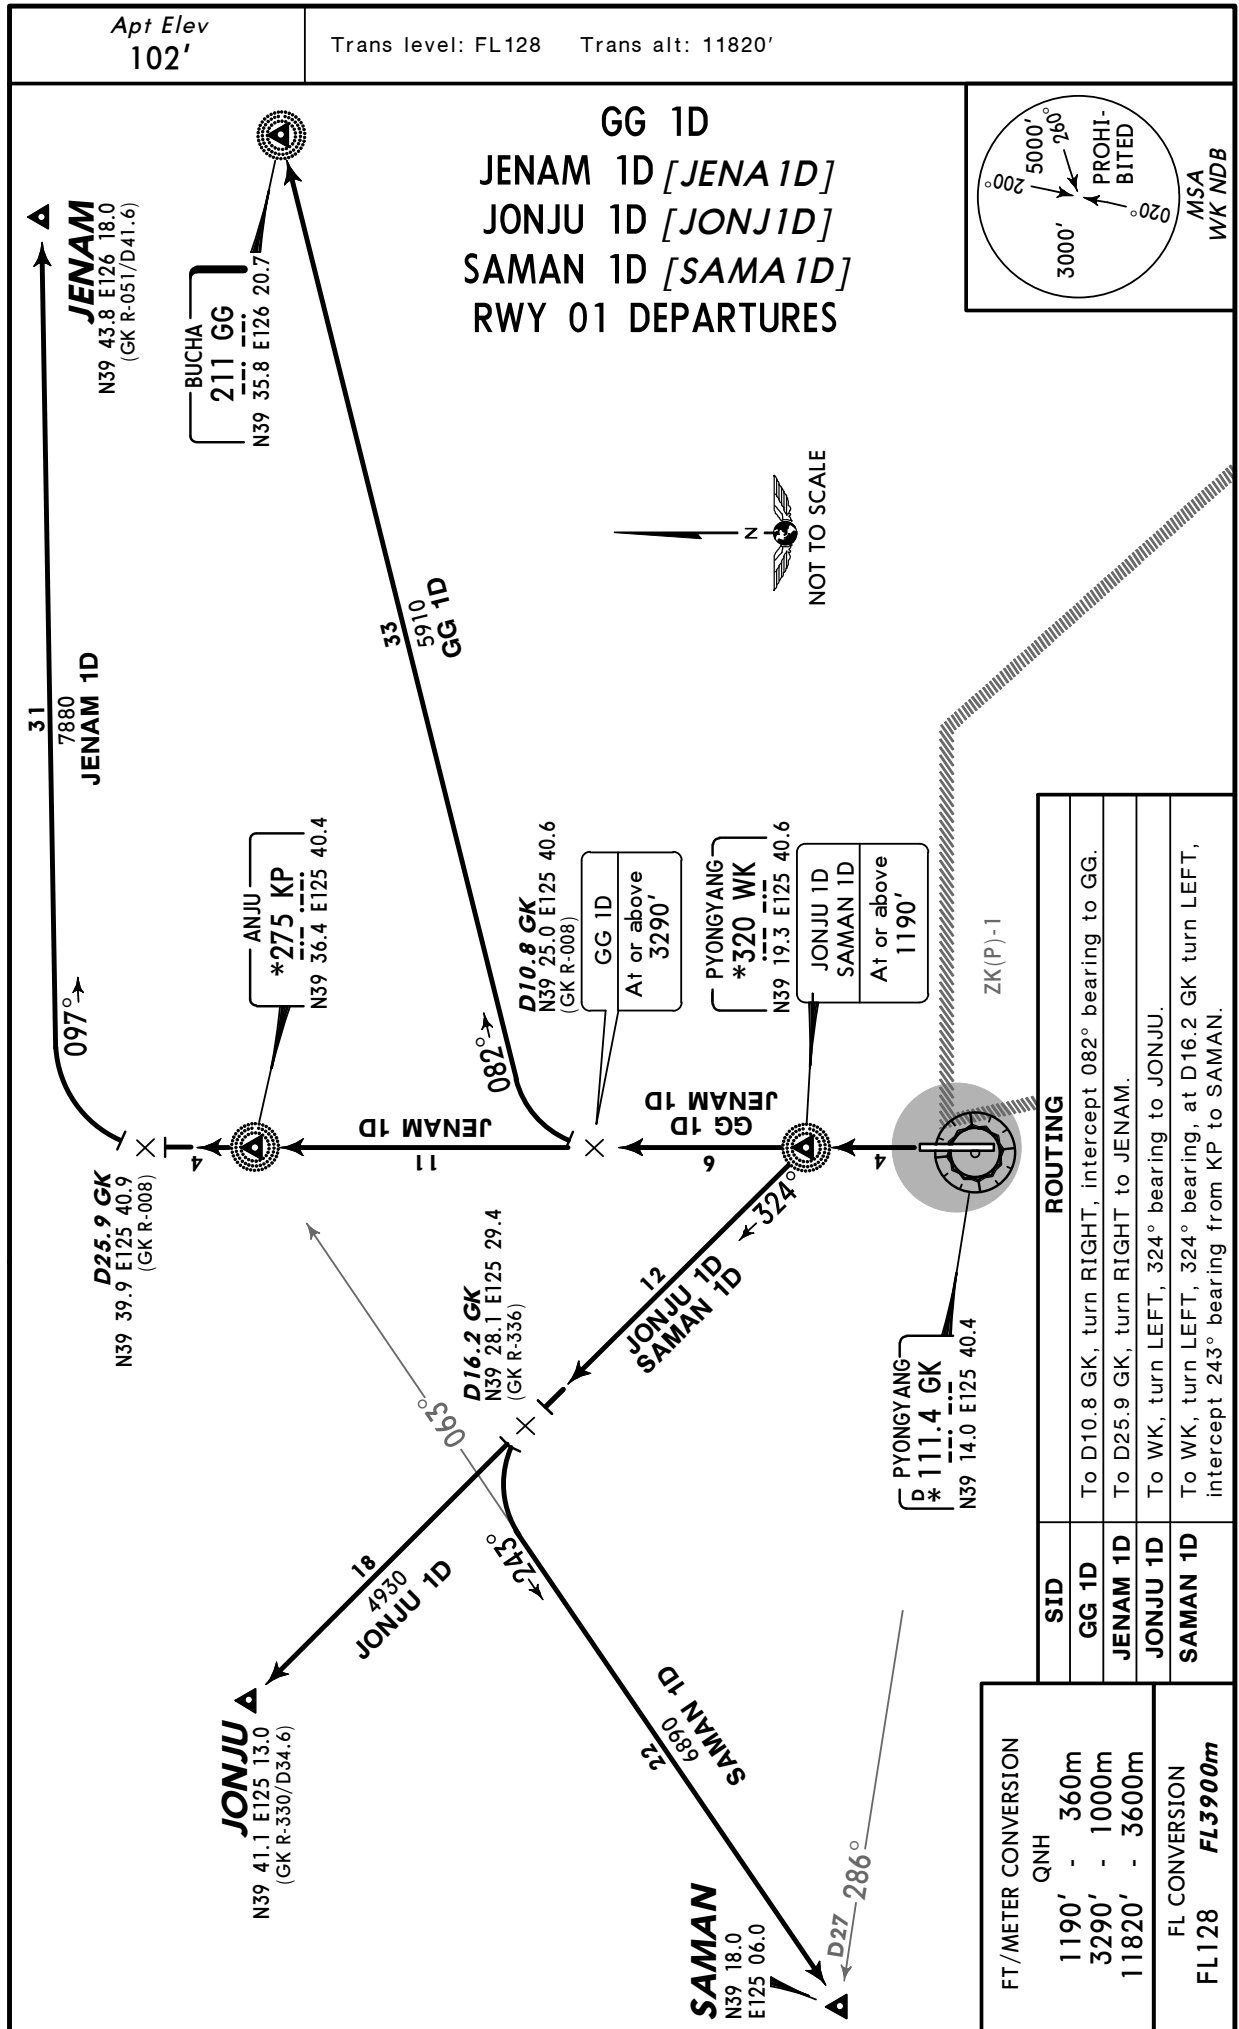 Apt Elev
102'
Trans level: FL128 Trans alt: 11820'
GG 1D
JENAM 1D [JENA1D]
JONJU 1D [JONJ1D]
SAMAN 1D [SAMA1D]
RWY 01 DEPARTURES
200°
5000'
260°
PROHI-
BITED
020°
3000'
MSA
WK NDB
JENAM
N39 43.8 E126 18.0
(GK R-051/D41.6)
BUCHA
211 GG
N39 35.8 E126 20.7
31
7880
JENAM 1D
33
5910
GG 1D
N
NOT TO SCALE
097°
ANJU
*275 KP
N39 36.4 E125 40.4
082°
D10.8 GK
N39 25.0 E125 40.6
(GK R-008)
GG 1D
At or above
3290'
PYONGYANG
*320 WK
N39 19.3 E125 40.6
JONJU 1D
SAMAN 1D
At or above
1190'
ZK(P)-1
D25.9 GK
N39 39.9 E125 40.9
(GK R-008)
4
11
JENAM 1D
6
GG 1D
JENAM 1D
4
324°
12
JONJU 1D
SAMAN 1D
D16.2 GK
N39 28.1 E125 29.4
(GK R-336)
063°
243°
18
4930
JONJU 1D
JONJU
N39 41.1 E125 13.0
(GK R-330/D34.6)
22
6890
SAMAN 1D
SAMAN
N39 18.0
E125 06.0
D27 286°
PYONGYANG
D
*111.4 GK
N39 14.0 E125 40.4
SID ROUTING
GG 1D To D10.8 GK, turn RIGHT, intercept 082° bearing to GG.
JENAM 1D To D25.9 GK, turn RIGHT to JENAM.
JONJU 1D To WK, turn LEFT, 324° bearing to JONJU.
SAMAN 1D To WK, turn LEFT, 324° bearing, at D16.2 GK turn LEFT,
intercept 243° bearing from KP to SAMAN.
FT/METER CONVERSION
QNH
1190' - 360m
3290' - 1000m
11820' - 3600m
FL CONVERSION
FL128 FL3900m